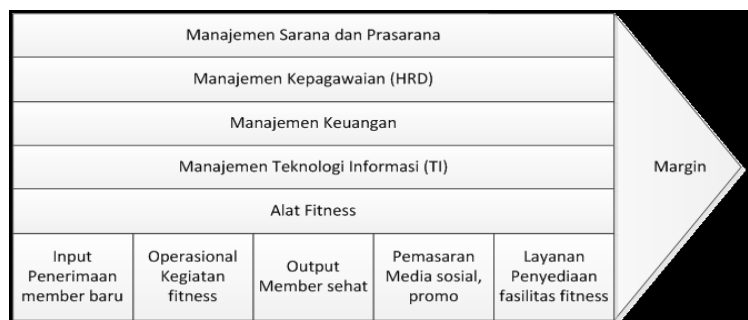 Manajemen Sarana dan Prasarana
Manajemen Kepagawaian (HRD)
Manajemen Keuangan
Manajemen Teknologi Informasi (TI)
Margin
Alat Fitness
Input
Penerimaan
member baru
Operasional
Kegiatan
fitness
Output
Member sehat
Pemasaran
Media sosial,
promo
Layanan
Penyediaan
fasilitas fitness